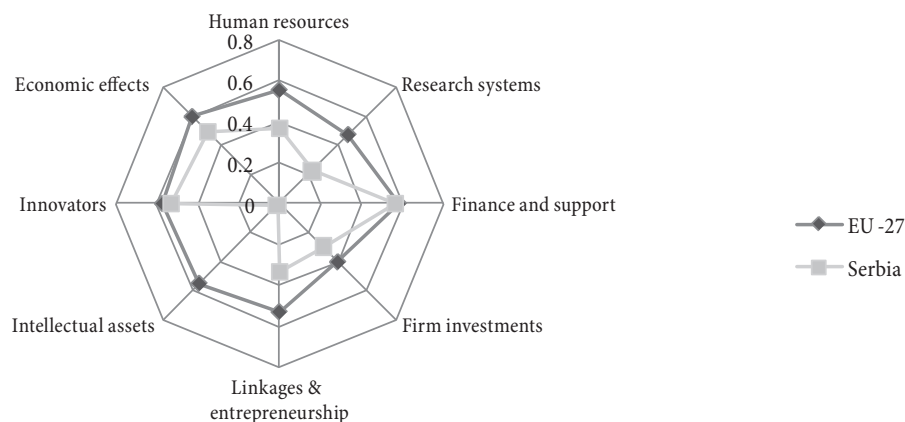 Human resources
0.8
Economic effects
0.6
Research systems
0.4
0.2
Innovators
0
Finance and support
EU -27
Serbia
Intellectual assets
Firm investments
Linkages &
entrepreneurship